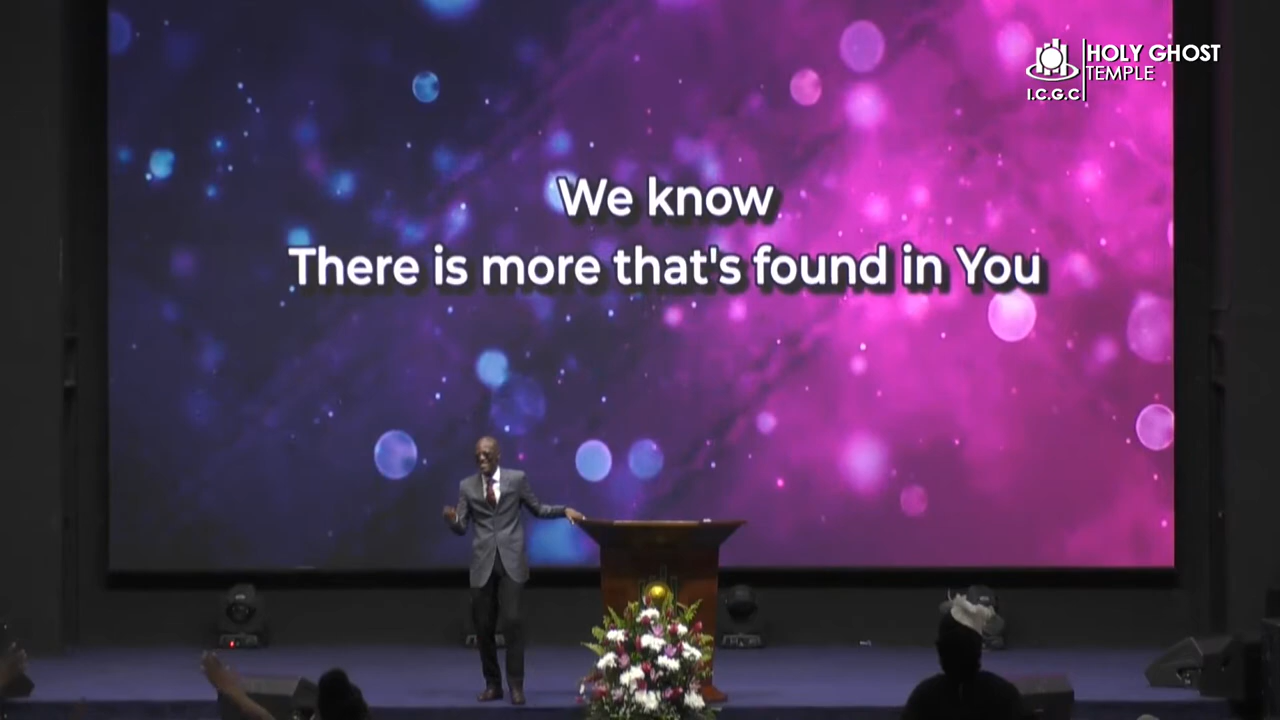 HOLY GHOST
TEMPLE
I.C.G.C
We know
There is more that's found in You